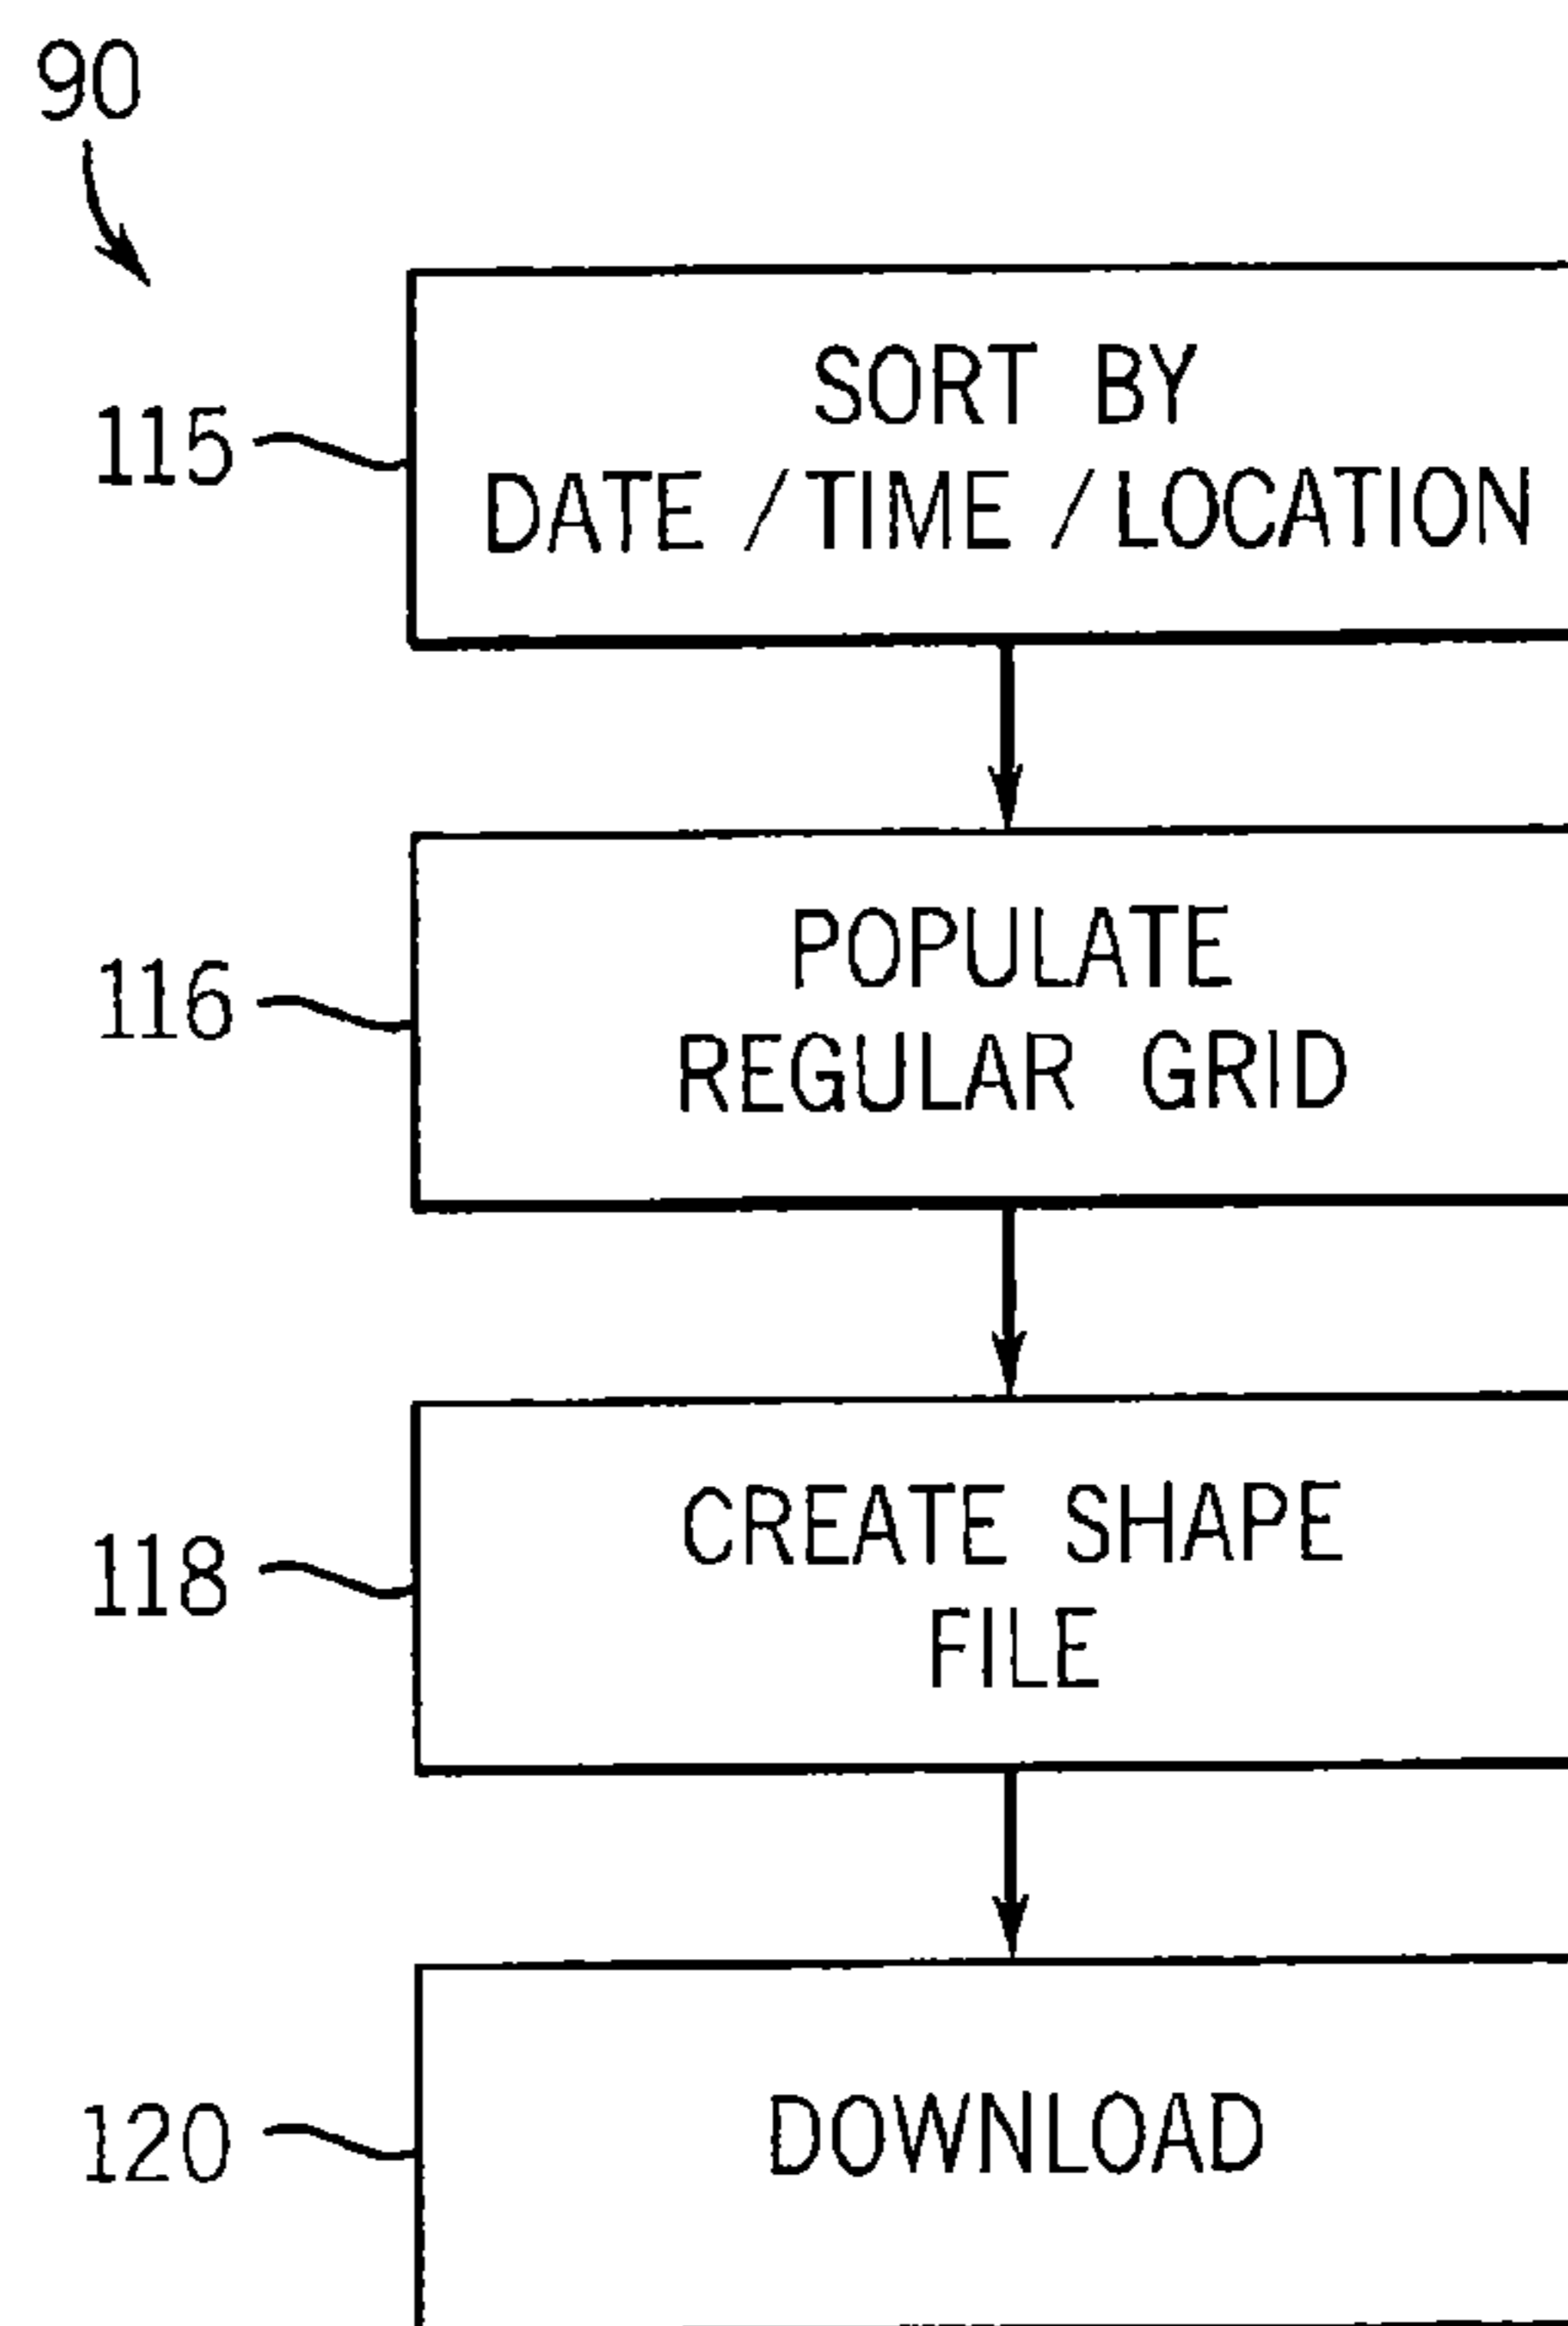 90
115
SORT BY
DATE / TIME / LOCATION
116
POPULATE
REGULAR GRID
118
CREATE SHAPE
FILE
120
DOWNLOAD